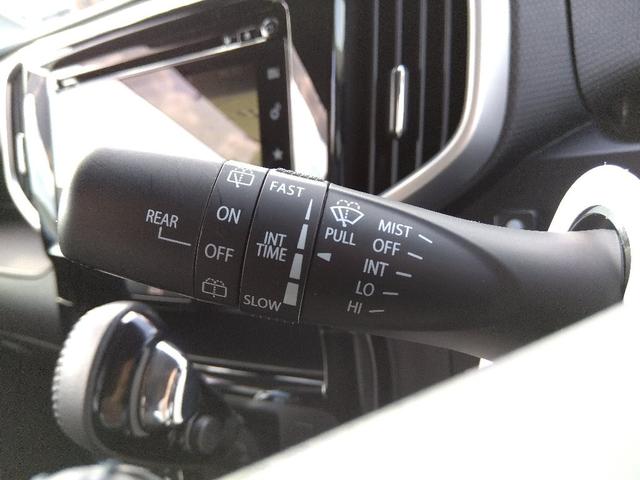 REAR
ON
OFF
FAST
INT
TIME
SLOW
PULL
MIST
OFF
INT
LO
HI